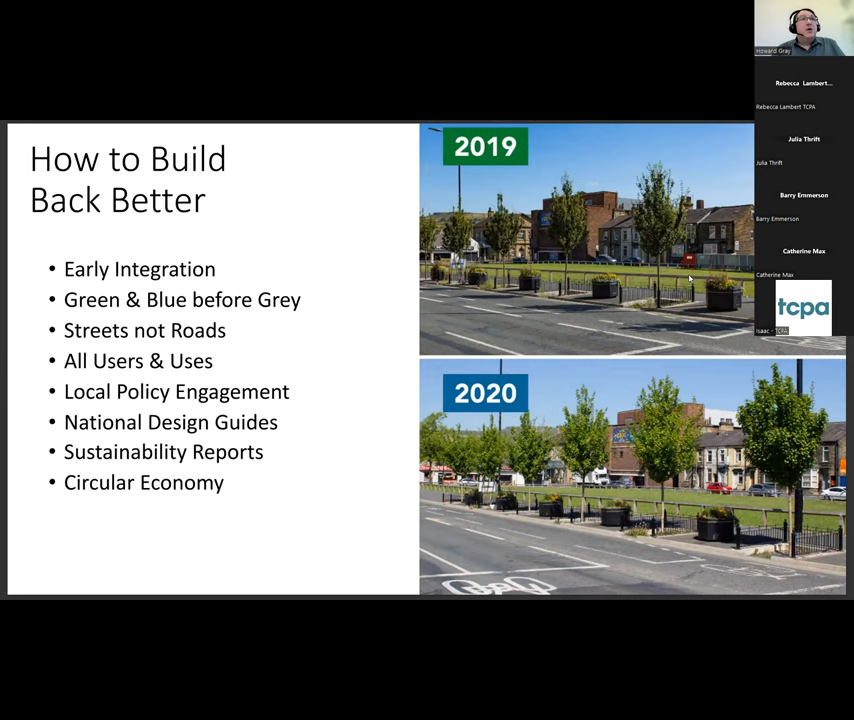 How to Build
Back Better
• Early Integration
• Green & Blue before Grey
• Streets not Roads
• All Users & Uses
• Local Policy Engagement
• National Design Guides
• Sustainability Reports
• Circular Economy
2019
2020
Howard Gray
Rebecca Lambert...
Rebecca Lambert TCPA
Julia Thrift
Julia Thrift
Barry Emmerson
Barry Emmerson
Catherine Max
Catherine Max
tcpa
Isaac - TCPA